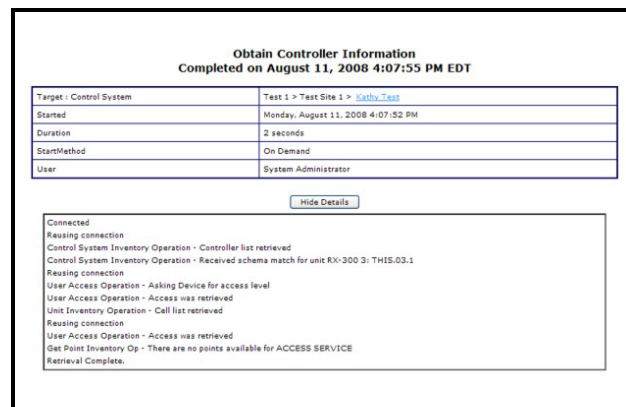 Obtain Controller Information
Completed on August 11, 2008 4:07:55 PM EDT
Target : Control System Test 1 > Test Site 1 > Kathy Test
Started Monday, August 11, 2008 4:07:52 PM
Duration 2 seconds
StartMethod On Demand
User System Administrator
Hide Details
Connected
Reusing connection
Control System Inventory Operation - Controller list retrieved
Control System Inventory Operation - Received schema match for unit RX-300 3: THIS.03.1
Reusing connection
User Access Operation - Asking Device for access level
User Access Operation - Access was retrieved
Unit Inventory Operation - Cell list retrieved
Reusing connection
User Access Operation - Access was retrieved
Get Point Inventory Op - There are no points available for ACCESS SERVICE
Retrieval Complete.